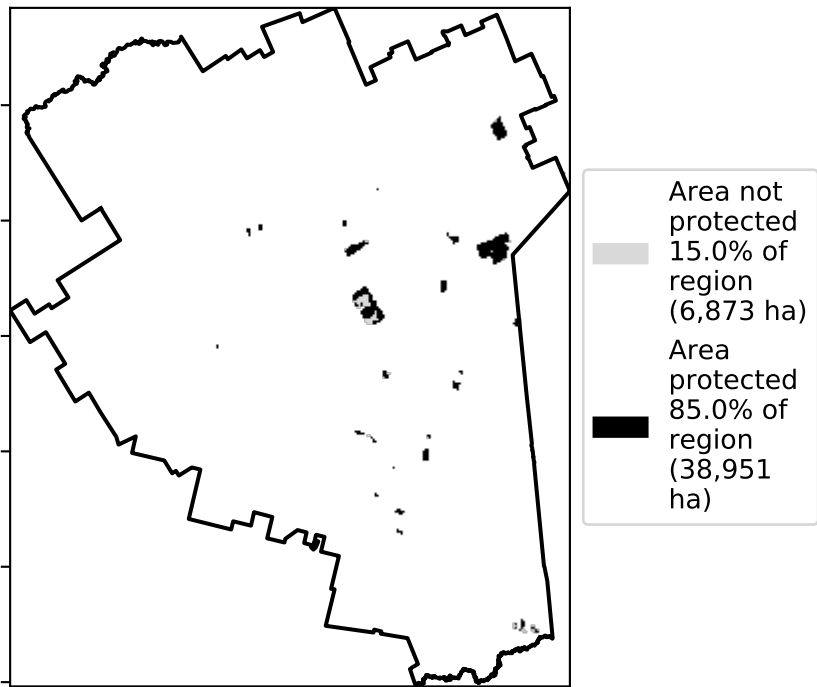 Area not
protected
15.0% of
region
(6,873 ha)
Area
protected
85.0% of
region
(38,951
ha)